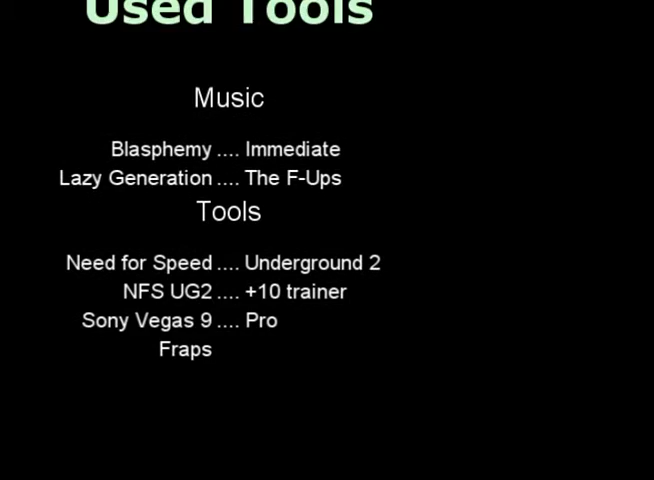 Used Tools
Music
Blasphemy .... Immediate
Lazy Generation .... The F-Ups
Tools
Need for Speed .... Underground 2
NFS UG2 .... +10 trainer
Sony Vegas 9 .... Pro
Fraps